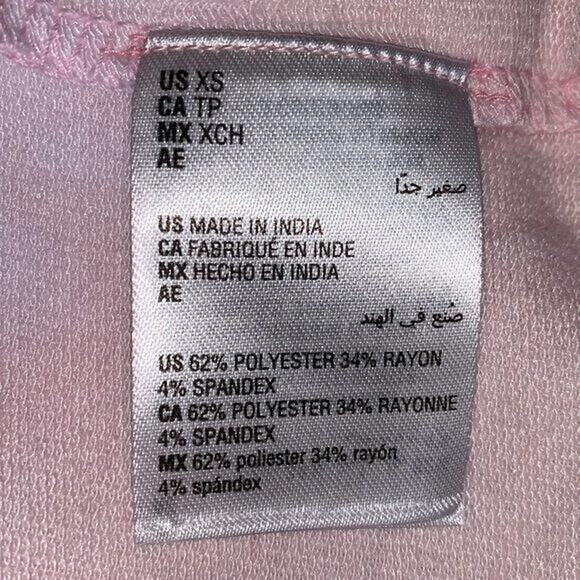 US XS
CA TP
MX XCH
AE
صغير جدًا
US MADE IN INDIA
CA FABRIQUÉ EN INDE
MX HECHO EN INDIA
AE
صُنع في الهند
US 62% POLYESTER 34% RAYON
4% SPANDEX
CA 62% POLYESTER 34% RAYONNE
4% SPANDEX
MX 62% poliester 34% rayón
4% spándex